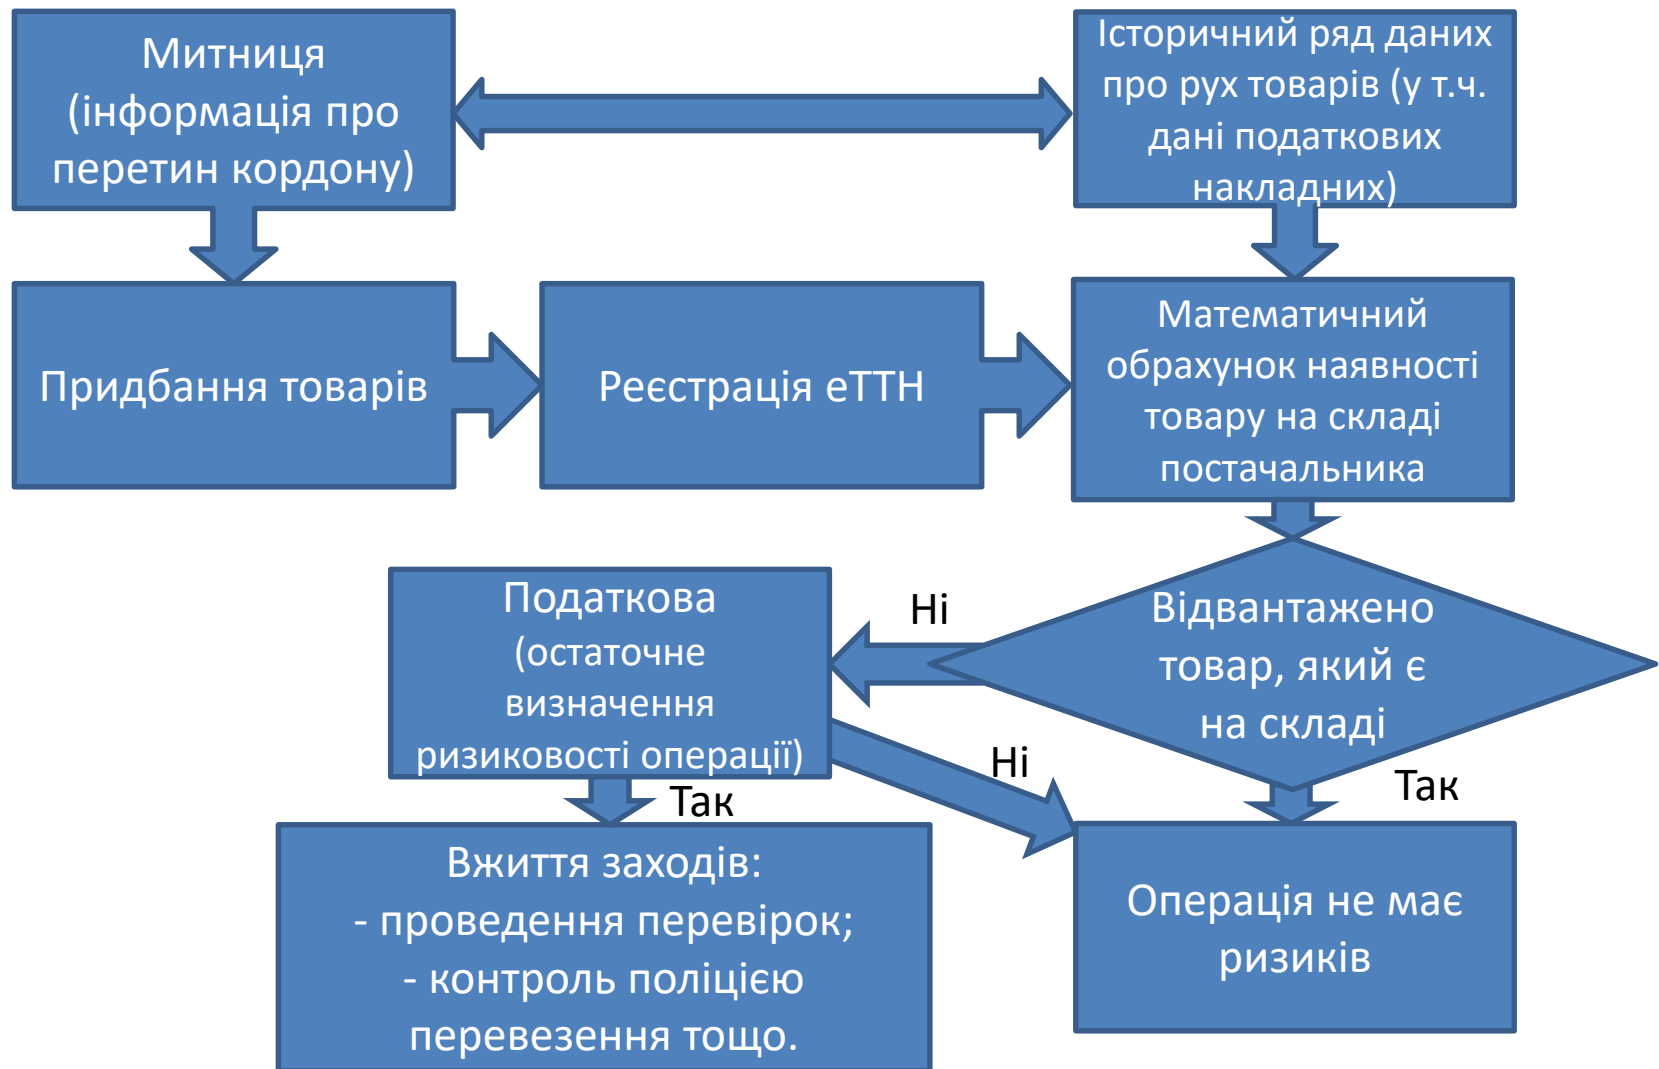 Митниця
(інформація про
перетин кордону)
Історичний ряд даних
про рух товарів (у т.ч.
дані податкових
накладних)
Придбання товарів
Реєстрація еТТН
Математичний
обрахунок наявності
товару на складі
постачальника
Податкова
(остаточне
визначення
ризиковості операції)
Ні
Відвантажено
товар, який є
на складі
Ні
Так
Так
Вжиття заходів:
- проведення перевірок;
- контроль поліцією
перевезення тощо.
Операція не має
ризиків